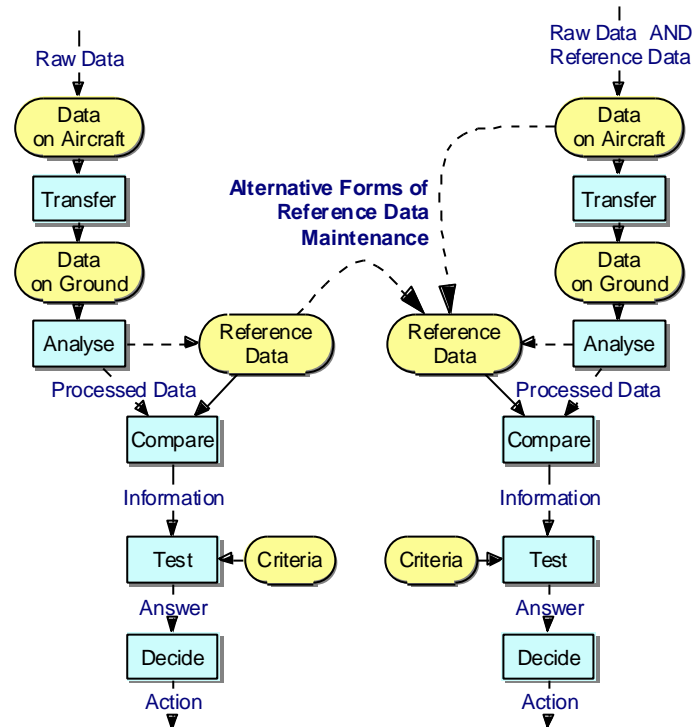 Raw Data
Data
on Aircraft
Transfer
Data
on Ground
Analyse
Reference
Data
Processed Data
Compare
Information
Test
Criteria
Answer
Decide
Action
Alternative Forms of
Reference Data
Maintenance
Raw Data AND
Reference Data
Data
on Aircraft
Transfer
Data
on Ground
Analyse
Reference
Data
Processed Data
Compare
Information
Criteria
Test
Answer
Decide
Action